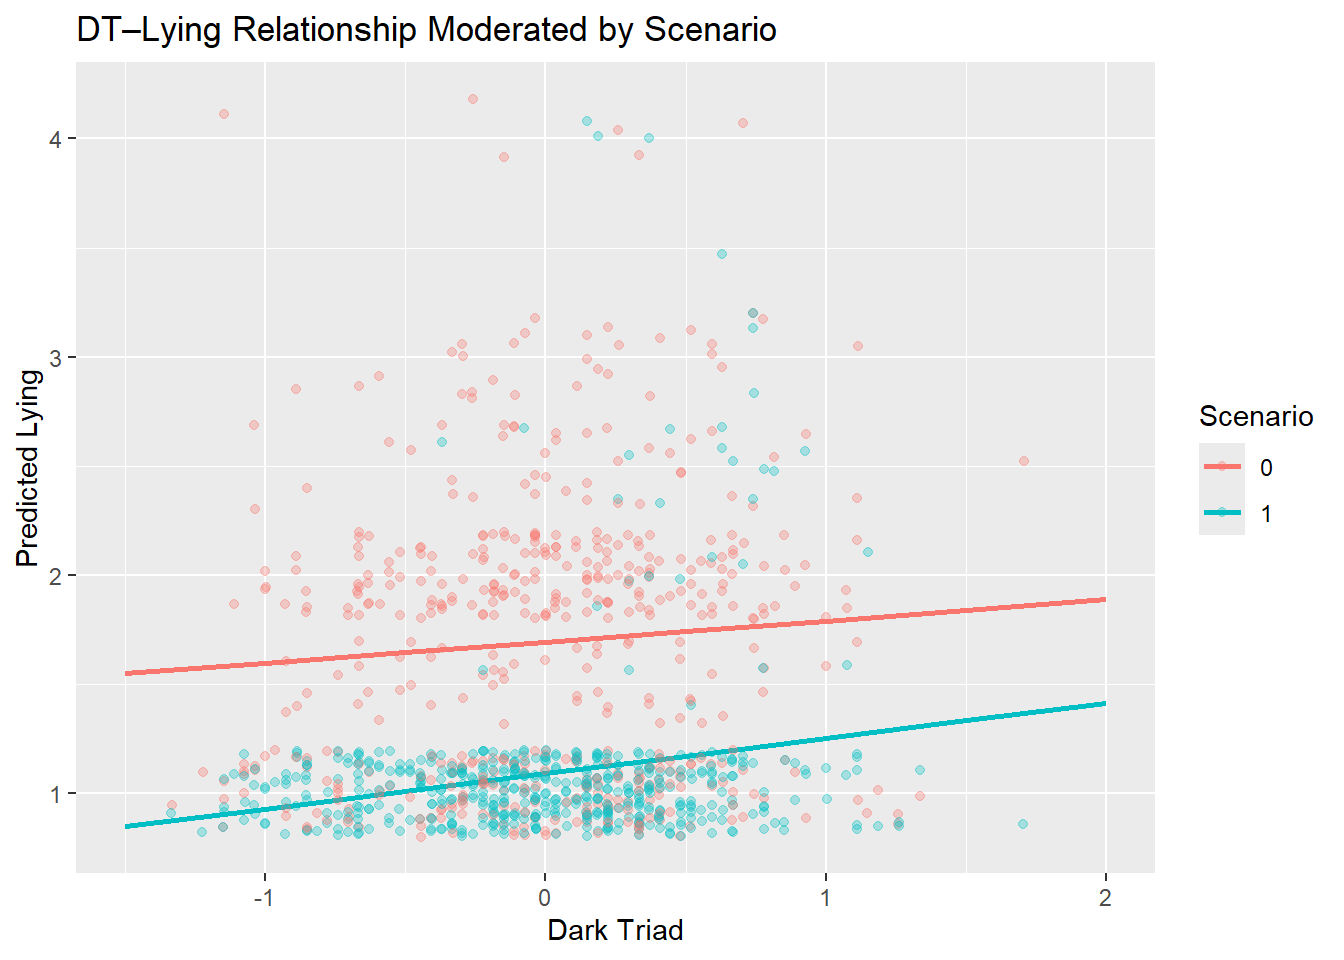 DT–Lying Relationship Moderated by Scenario
4
3
2
1
Predicted Lying
-1
0
1
2
Dark Triad
Scenario
0
1